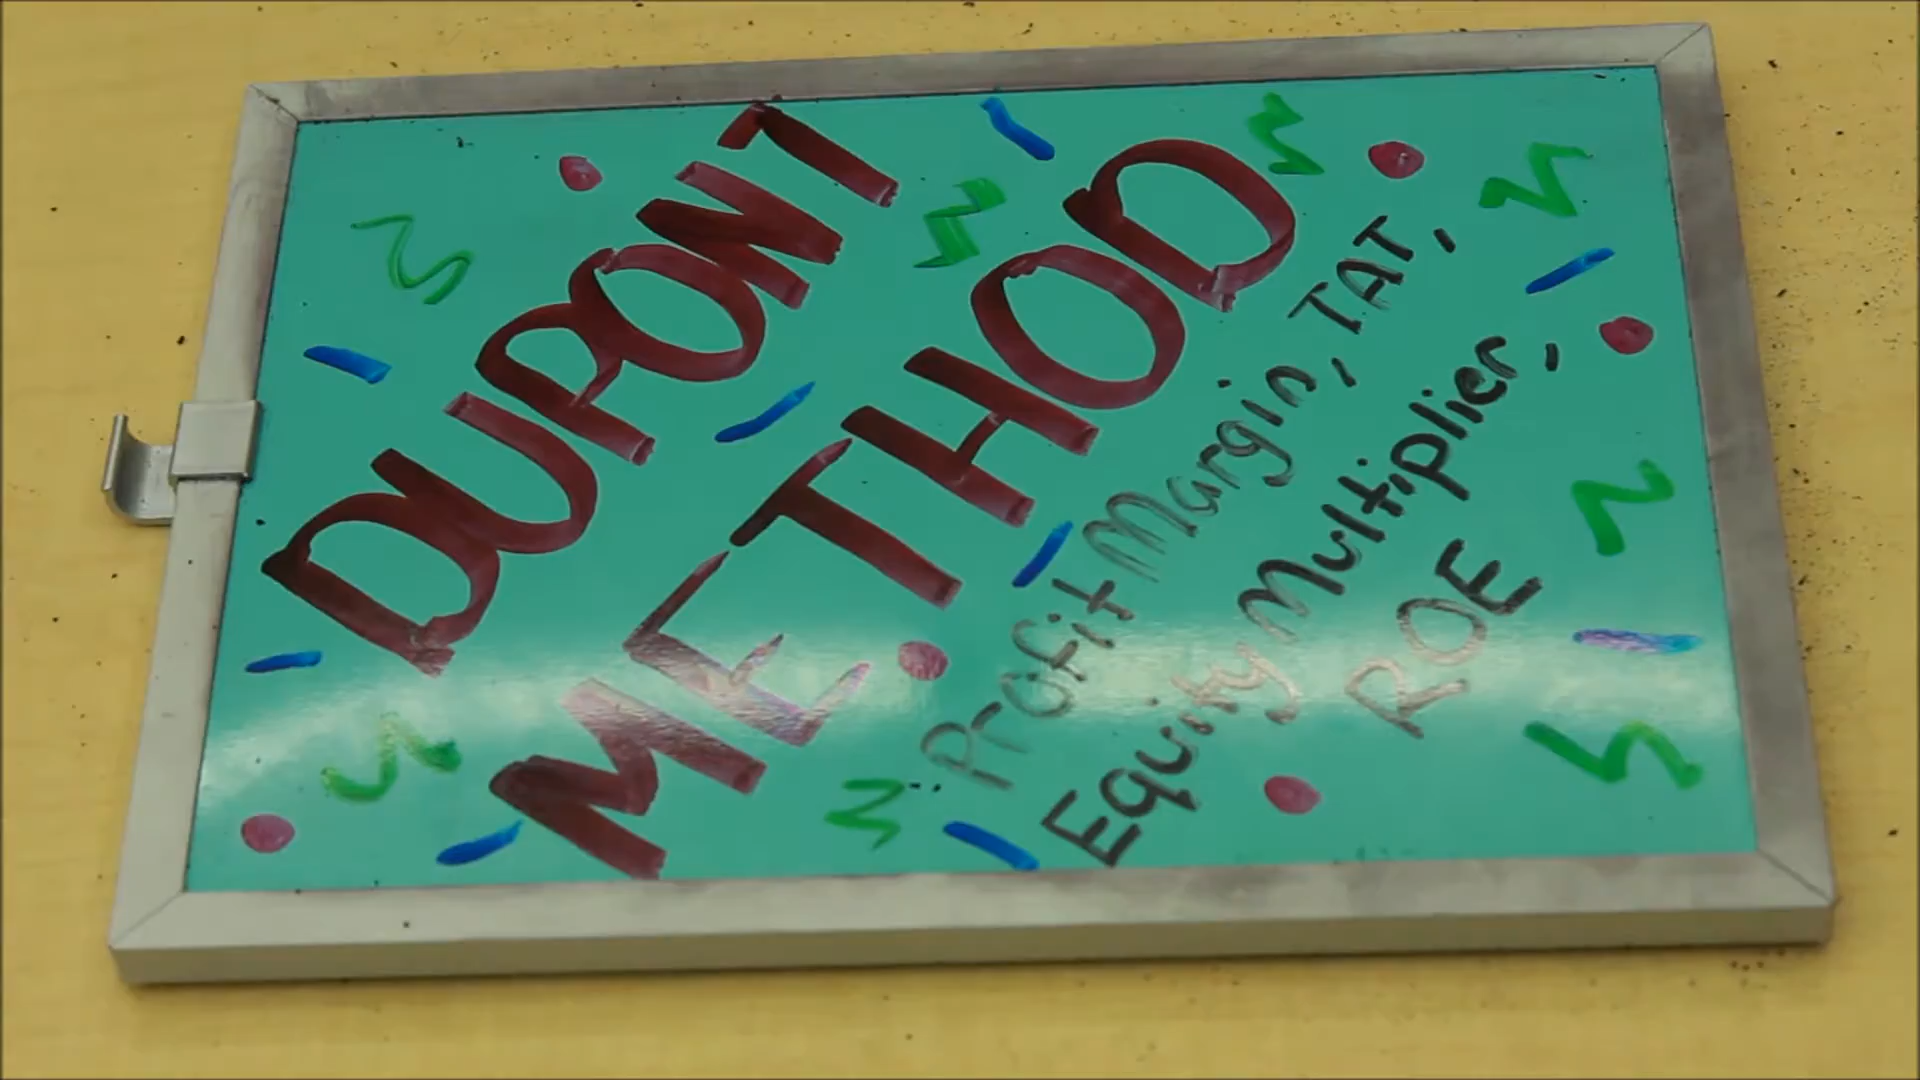 DUPONT
METHOD
Profit Margin, TAT,
Equity Multiplier,
ROE